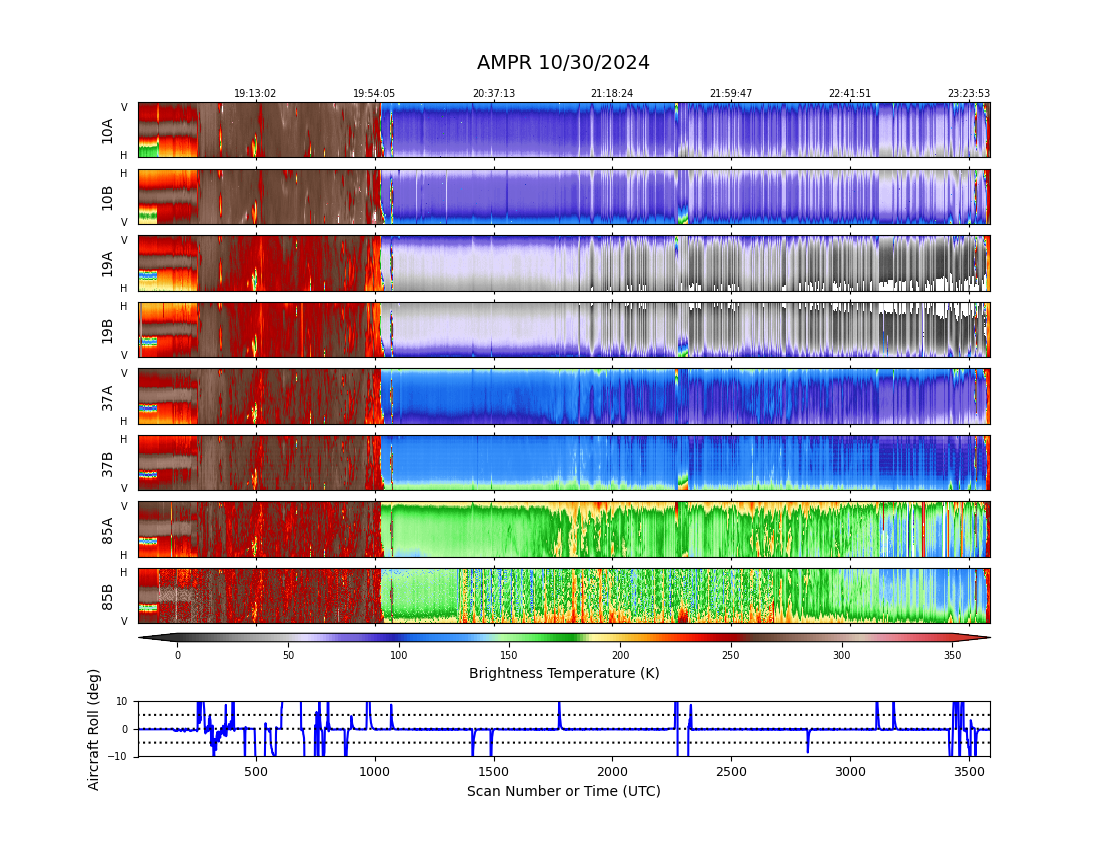 AMPR 10/30/2024
19:13:02 19:54:05 20:37:13 21:18:24 21:59:47 22:41:51 23:23:53
V
10A
H
H
10B
V
V
19A
H
H
19B
V
V
37A
H
H
37B
V
V
85A
H
H
85B
V
0 50 100 150 200 250 300 350
Brightness Temperature (K)
Aircraft Roll (deg)
10
0
−10
500 1000 1500 2000 2500 3000 3500
Scan Number or Time (UTC)